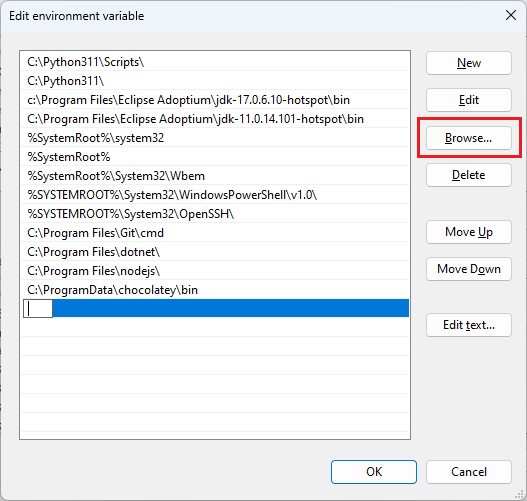 Edit environment variable
C:\Python311\Scripts\
C:\Python311\
c:\Program Files\Eclipse Adoptium\jdk-17.0.6.10-hotspot\bin
C:\Program Files\Eclipse Adoptium\jdk-11.0.14.101-hotspot\bin
%SystemRoot%\system32
%SystemRoot%
%SystemRoot%\System32\Wbem
%SYSTEMROOT%\System32\WindowsPowerShell\v1.0\
%SYSTEMROOT%\System32\OpenSSH\
C:\Program Files\Git\cmd
C:\Program Files\dotnet\
C:\Program Files\nodejs\
C:\ProgramData\chocolatey\bin
New
Edit
Browse...
Delete
Move Up
Move Down
Edit text...
OK
Cancel